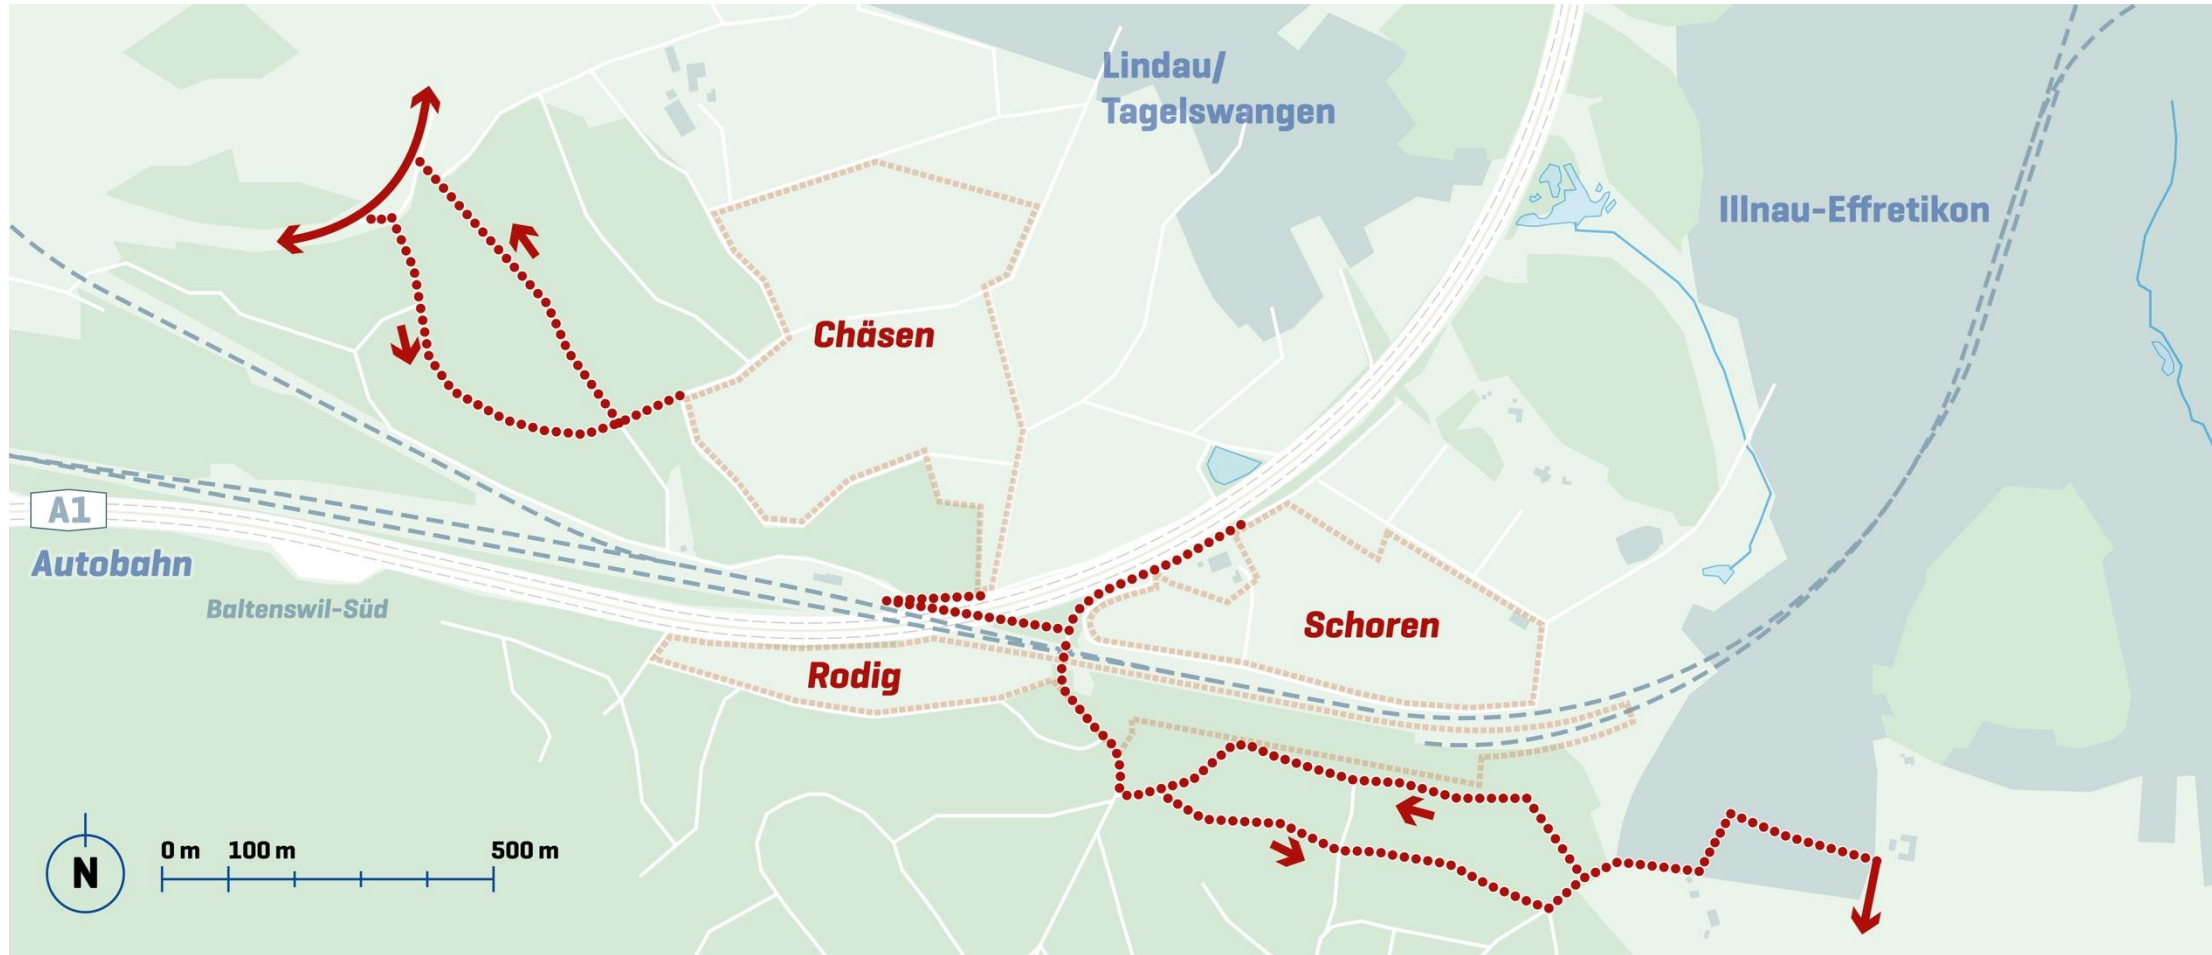 Lindau/
Tagelswangen
Illnau-Effretikon
Chäsen
A1
Autobahn
Baltenswil-Süd
Schoren
Rodig
N
0 m 100 m 500 m